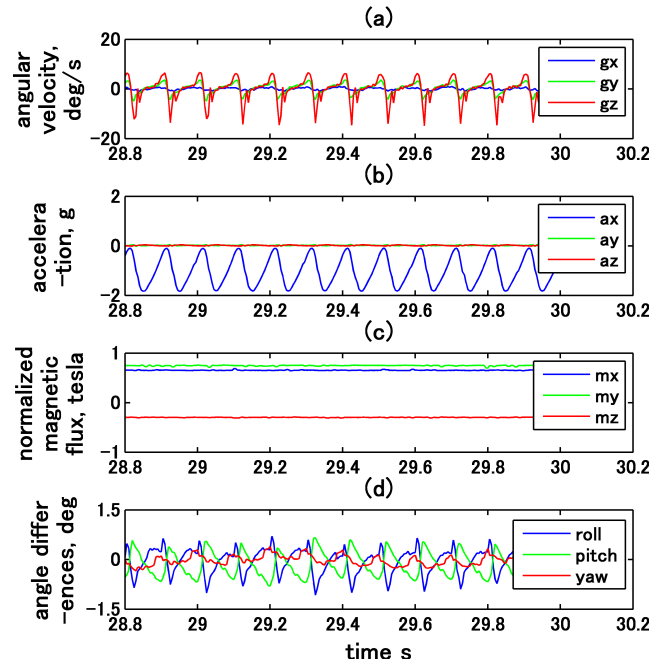 (a)
angular
velocity,
deg/s
20
0
-20
gx
gy
gz
28.8 29 29.2 29.4 29.6 29.8 30 30.2
(b)
accelera
-tion, g
2
0
-2
ax
ay
az
28.8 29 29.2 29.4 29.6 29.8 30 30.2
(c)
normalized
magnetic
flux, tesla
1
0
-1
mx
my
mz
28.8 29 29.2 29.4 29.6 29.8 30 30.2
(d)
angle differ
-ences, deg
1.5
0
-1.5
roll
pitch
yaw
28.8 29 29.2 29.4 29.6 29.8 30 30.2
time s